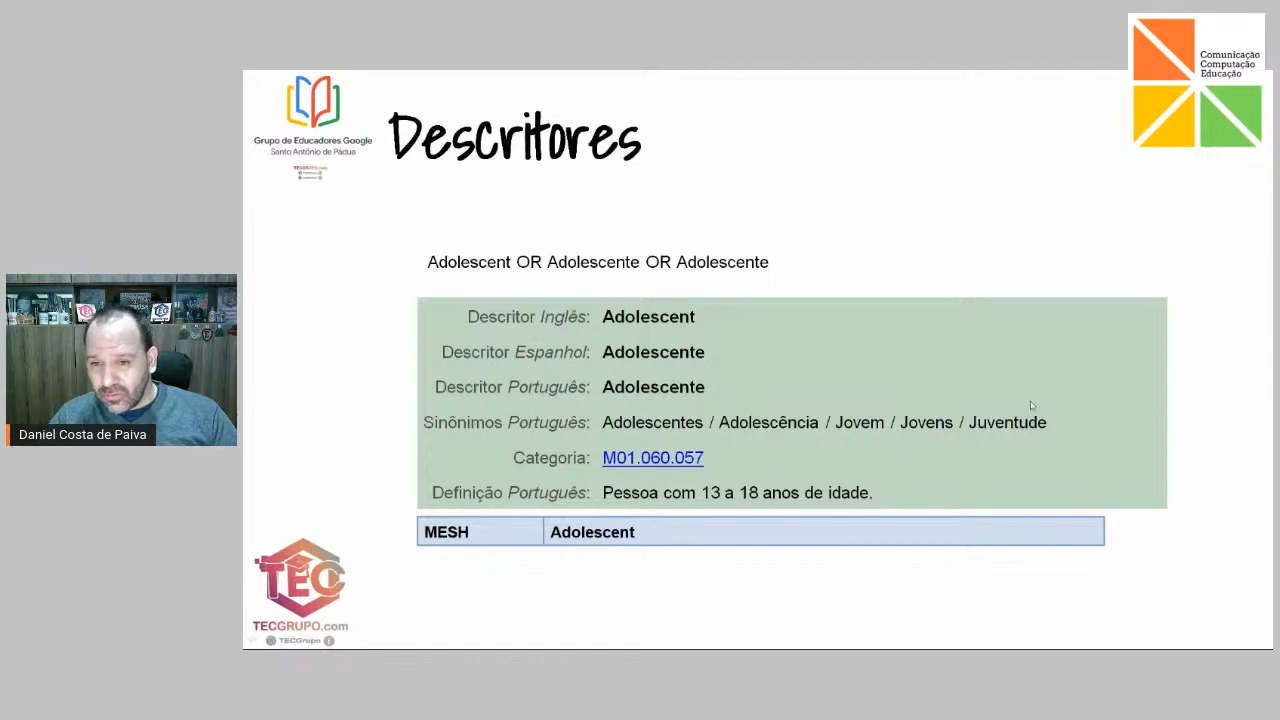 Comunicação
Computação
Educação
Grupo de Educadores Google
Santo Antônio de Pádua
TECGRUPO.com
Descritores
Adolescent OR Adolescente OR Adolescente
Descritor Inglês: Adolescent
Descritor Espanhol: Adolescente
Descritor Português: Adolescente
Sinônimos Português: Adolescentes / Adolescência / Jovem / Jovens / Juventude
Categoria: M01.060.057
Definição Português: Pessoa com 13 a 18 anos de idade.
MESH Adolescent
Daniel Costa de Paiva
TEC
TECGRUPO.com
TECGrupo